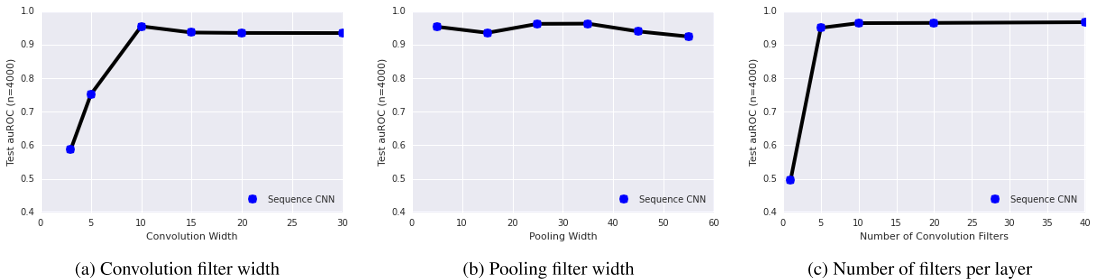 1.0
0.9
0.8
0.7
0.6
0.5
0.4
Test auROC (n=4000)
0 5 10 15 20 25 30
Convolution Width
Sequence CNN
(a) Convolution filter width
1.0
0.9
0.8
0.7
0.6
0.5
0.4
Test auROC (n=4000)
0 10 20 30 40 50 60
Pooling Width
Sequence CNN
(b) Pooling filter width
1.0
0.9
0.8
0.7
0.6
0.5
0.4
Test auROC (n=4000)
0 5 10 15 20 25 30 35 40
Number of Convolution Filters
Sequence CNN
(c) Number of filters per layer